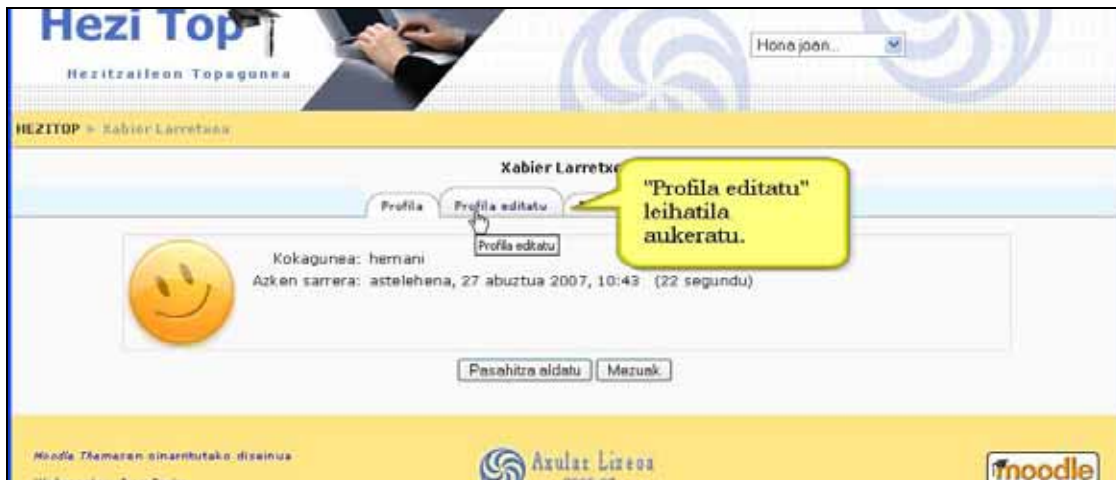 Hezi Top
Hezitzaileon Topagunea
Hona joan...
HEZITOP » Xabier Larretxea
Xabier Larretxe
Profila
Profila editatu
"Profila editatu"
leihatila
aukeratu.
Profila editatu
Kokagunea: hernani
Azken sarrera: astelehena, 27 abuztua 2007, 10:43 (22 segundu)
Pasahitza aldatu
Mezuak
Moodle Themaren oinarritutako diseinua
Axular Lizeoa
moodle